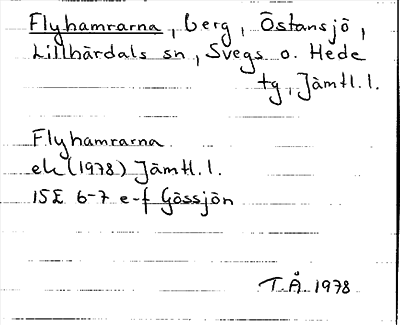 Flyhamrarna, berg, Östansjö,
Lillhärdals sn, Svegs o. Hede
tg, Jämtl. l.
Flyhamrarna
ek (1978) Jämtl. l.
15E 6-7 e-f Gössjön
T.Å. 1978